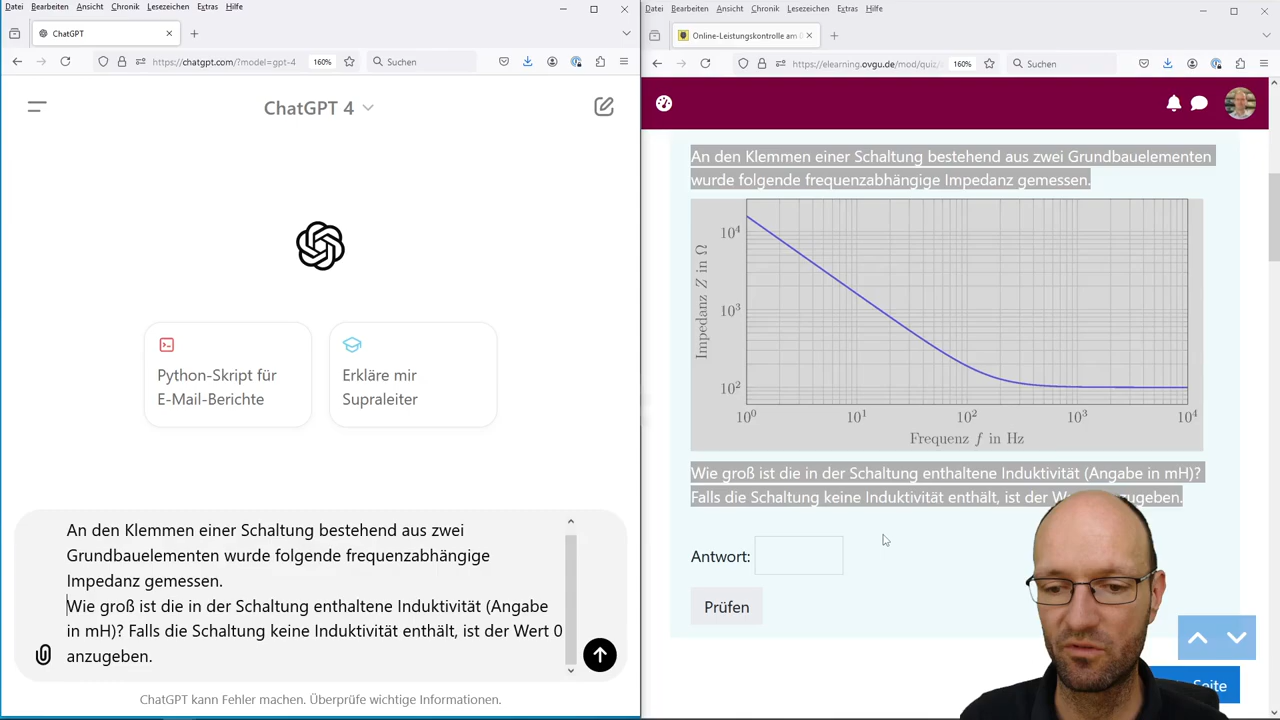 Datei Bearbeiten Ansicht Chronik Lesezeichen Extras Hilfe
ChatGPT
https://chatgpt.com/?model=gpt-4
160%
Suchen
ChatGPT 4
Python-Skript für
E-Mail-Berichte
Erkläre mir
Supraleiter
An den Klemmen einer Schaltung bestehend aus zwei
Grundbauelementen wurde folgende frequenzabhängige
Impedanz gemessen.
Wie groß ist die in der Schaltung enthaltene Induktivität (Angabe
in mH)? Falls die Schaltung keine Induktivität enthält, ist der Wert 0
anzugeben.
ChatGPT kann Fehler machen. Überprüfe wichtige Informationen.
Datei Bearbeiten Ansicht Chronik Lesezeichen Extras Hilfe
Online-Leistungskontrolle am
https://elearning.ovgu.de/mod/quiz/
160%
Suchen
An den Klemmen einer Schaltung bestehend aus zwei Grundbauelementen
wurde folgende frequenzabhängige Impedanz gemessen.
Impedanz Z in Ω
10⁴
10³
10²
10⁰ 10¹ 10² 10³ 10⁴
Frequenz f in Hz
Wie groß ist die in der Schaltung enthaltene Induktivität (Angabe in mH)?
Falls die Schaltung keine Induktivität enthält, ist der anzugeben.
Antwort:
Prüfen
Seite